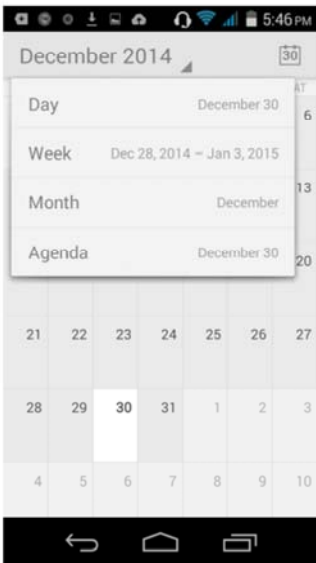 5:46 PM
December 2014
30
AT
Day December 30
6
Week Dec 28, 2014 – Jan 3, 2015
13
Month December
Agenda December 30
20
21 22 23 24 25 26 27
28 29 30 31 1 2 3
4 5 6 7 8 9 10